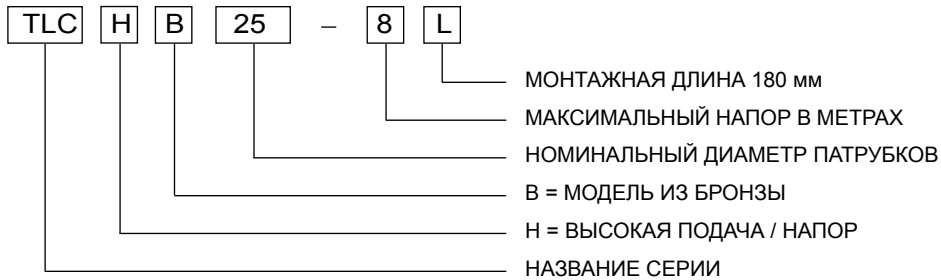 TLC H B 25 – 8 L
МОНТАЖНАЯ ДЛИНА 180 мм
МАКСИМАЛЬНЫЙ НАПОР В МЕТРАХ
НОМИНАЛЬНЫЙ ДИАМЕТР ПАТРУБКОВ
B = МОДЕЛЬ ИЗ БРОНЗЫ
H = ВЫСОКАЯ ПОДАЧА / НАПОР
НАЗВАНИЕ СЕРИИ